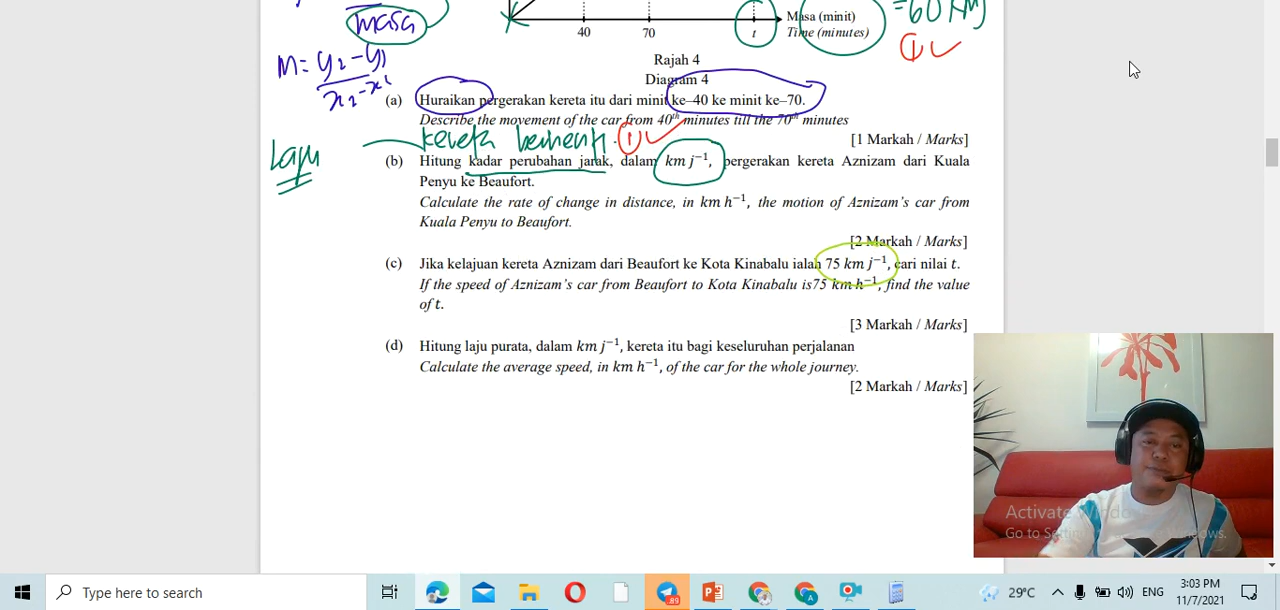 masa
= 60 km j
①✓
Masa (minit)
Time (minutes)
40 70 t
M = y2 - y1
x2 - x1
Rajah 4
Diagram 4
(a) Huraikan pergerakan kereta itu dari minit ke–40 ke minit ke–70.
Describe the movement of the car from 40th minutes till the 70th minutes
kereta berhenti. ①✓
[1 Markah / Marks]
Laju
(b) Hitung kadar perubahan jarak, dalam km j⁻¹, pergerakan kereta Aznizam dari Kuala
Penyu ke Beaufort.
Calculate the rate of change in distance, in km h⁻¹, the motion of Aznizam's car from
Kuala Penyu to Beaufort.
[2 Markah / Marks]
(c) Jika kelajuan kereta Aznizam dari Beaufort ke Kota Kinabalu ialah 75 km j⁻¹, cari nilai t.
If the speed of Aznizam's car from Beaufort to Kota Kinabalu is75 km h⁻¹, find the value
of t.
[3 Markah / Marks]
(d) Hitung laju purata, dalam km j⁻¹, kereta itu bagi keseluruhan perjalanan
Calculate the average speed, in km h⁻¹, of the car for the whole journey.
[2 Markah / Marks]
Activate Windows
Go to Settings to activate Windows.
Type here to search
89
29°C
ENG
3:03 PM
11/7/2021